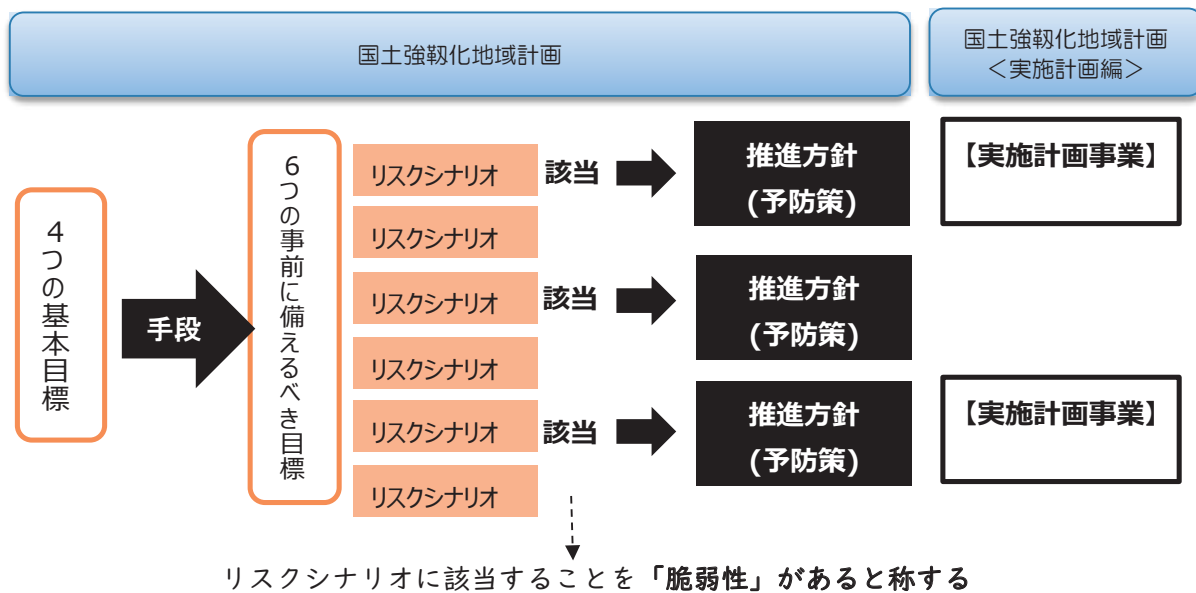 国土強靱化地域計画
国土強靱化地域計画
＜実施計画編＞
4つの基本目標
手段
6つの事前に備えるべき目標
リスクシナリオ
該当
推進方針
(予防策)
【実施計画事業】
リスクシナリオ
リスクシナリオ
該当
推進方針
(予防策)
リスクシナリオ
リスクシナリオ
該当
推進方針
(予防策)
【実施計画事業】
リスクシナリオ
リスクシナリオに該当することを「脆弱性」があると称する